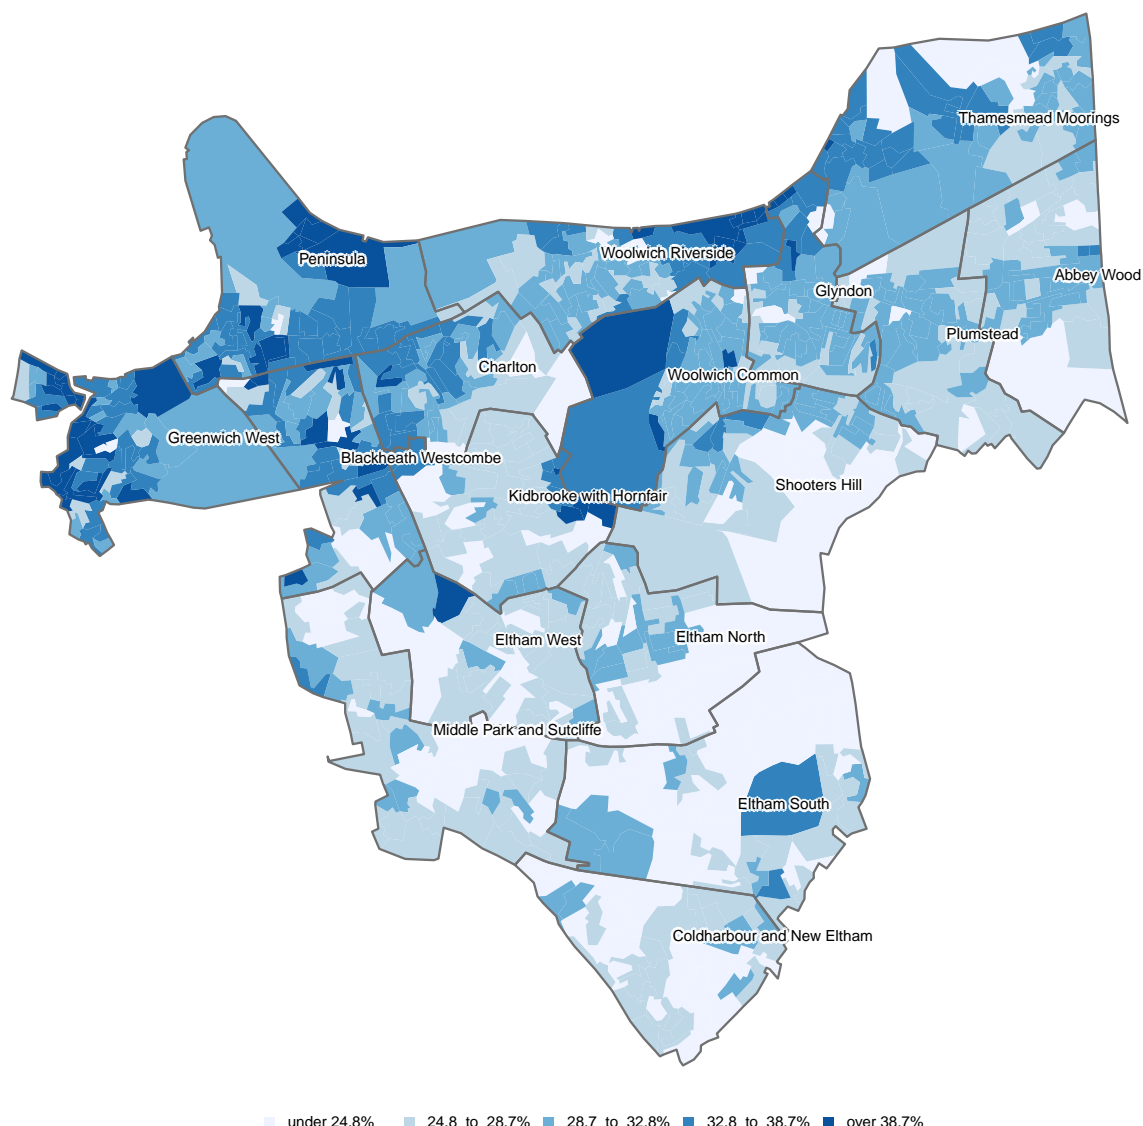 Thamesmead Moorings
Peninsula
Woolwich Riverside
Abbey Wood
Glyndon
Plumstead
Charlton
Woolwich Common
Greenwich West
Blackheath Westcombe
Shooters Hill
Kidbrooke with Hornfair
Eltham West
Eltham North
Middle Park and Sutcliffe
Eltham South
Coldharbour and New Eltham
under 24.8% 24.8 to 28.7% 28.7 to 32.8% 32.8 to 38.7% over 38.7%